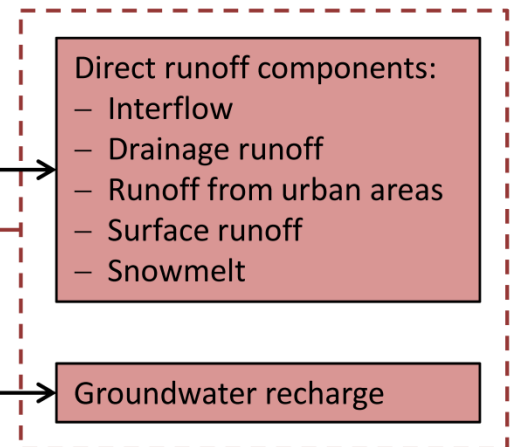 Direct runoff components:
– Interflow
– Drainage runoff
– Runoff from urban areas
– Surface runoff
– Snowmelt
Groundwater recharge